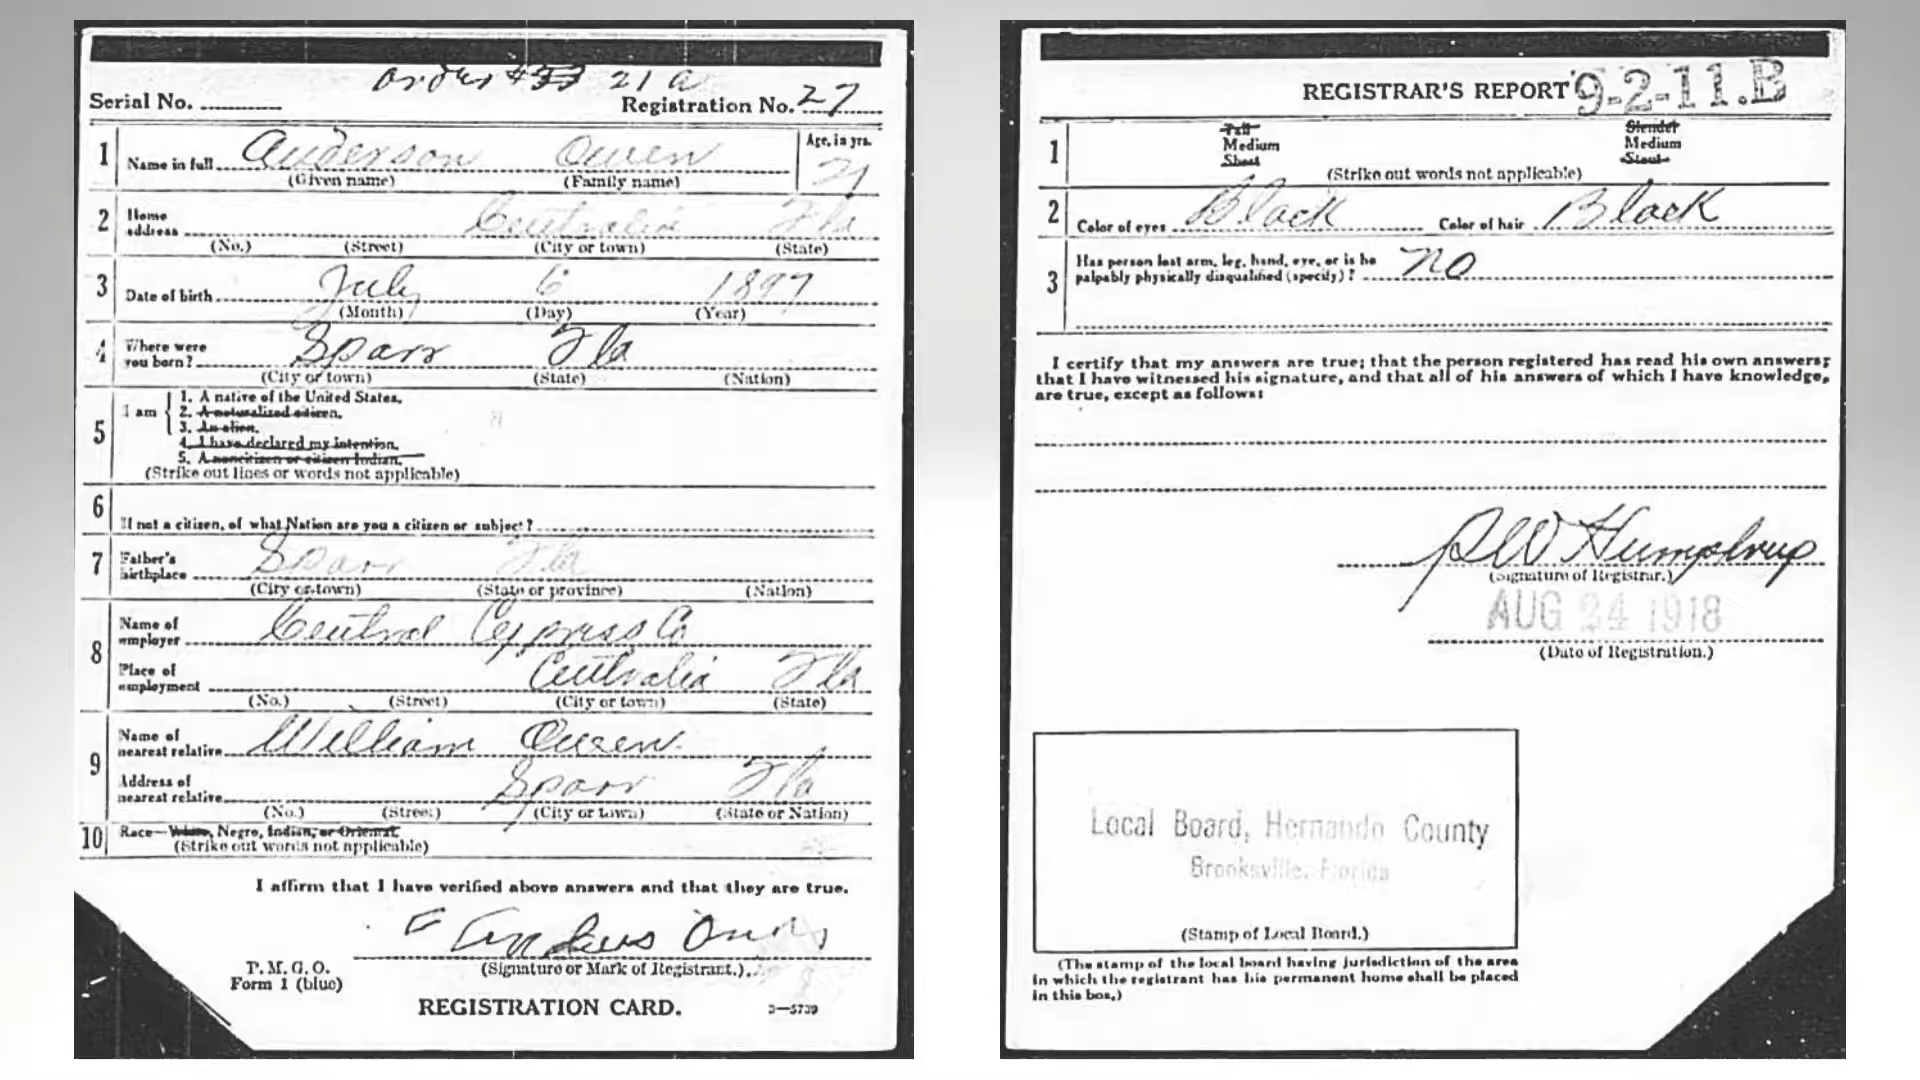 Order # 53 21 a
Serial No. Registration No. 27
1 Name in full Anderson Owen Age, in yrs. 21
(Given name) (Family name)
2 Home address Centralia Fla
(No.) (Street) (City or town) (State)
3 Date of birth July 6 1897
(Month) (Day) (Year)
4 Where were you born? Sparr Fla
(City or town) (State) (Nation)
5 I am
1. A native of the United States.
2. A naturalized citizen.
3. An alien.
4. I have declared my intention.
5. A noncitizen or citizen Indian.
(Strike out lines or words not applicable)
6 If not a citizen, of what Nation are you a citizen or subject?
7 Father's birthplace Sparr Fla
(City or town) (State or province) (Nation)
8 Name of employer Central Cypress Co
Place of employment Centralia Fla
(No.) (Street) (City or town) (State)
9 Name of nearest relative William Owen
Address of nearest relative Sparr Fla
(No.) (Street) (City or town) (State or Nation)
10 Race—White, Negro, Indian, or Oriental.
(Strike out words not applicable)
I affirm that I have verified above answers and that they are true.
(Signature or Mark of Registrant.)
P. M. G. O.
Form 1 (blue)
REGISTRATION CARD.
3—5739
REGISTRAR'S REPORT 9-2-11.B
1 Tall Slender
Medium Medium
Short Stout
(Strike out words not applicable)
2 Color of eyes Black Color of hair Black
3 Has person lost arm, leg, hand, eye, or is he
palpably physically disqualified (specify)? no
I certify that my answers are true; that the person registered has read his own answers;
that I have witnessed his signature, and that all of his answers of which I have knowledge,
are true, except as follows:
P W Humphrey
(Signature of Registrar.)
AUG 24 1918
(Date of Registration.)
Local Board, Hernando County
Brooksville, Florida
(Stamp of Local Board.)
(The stamp of the local board having jurisdiction of the area
in which the registrant has his permanent home shall be placed
in this box.)